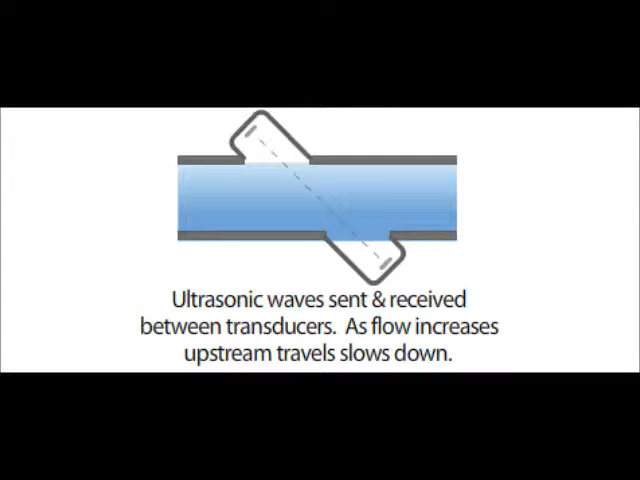 Ultrasonic waves sent & received
between transducers. As flow increases
upstream travels slows down.